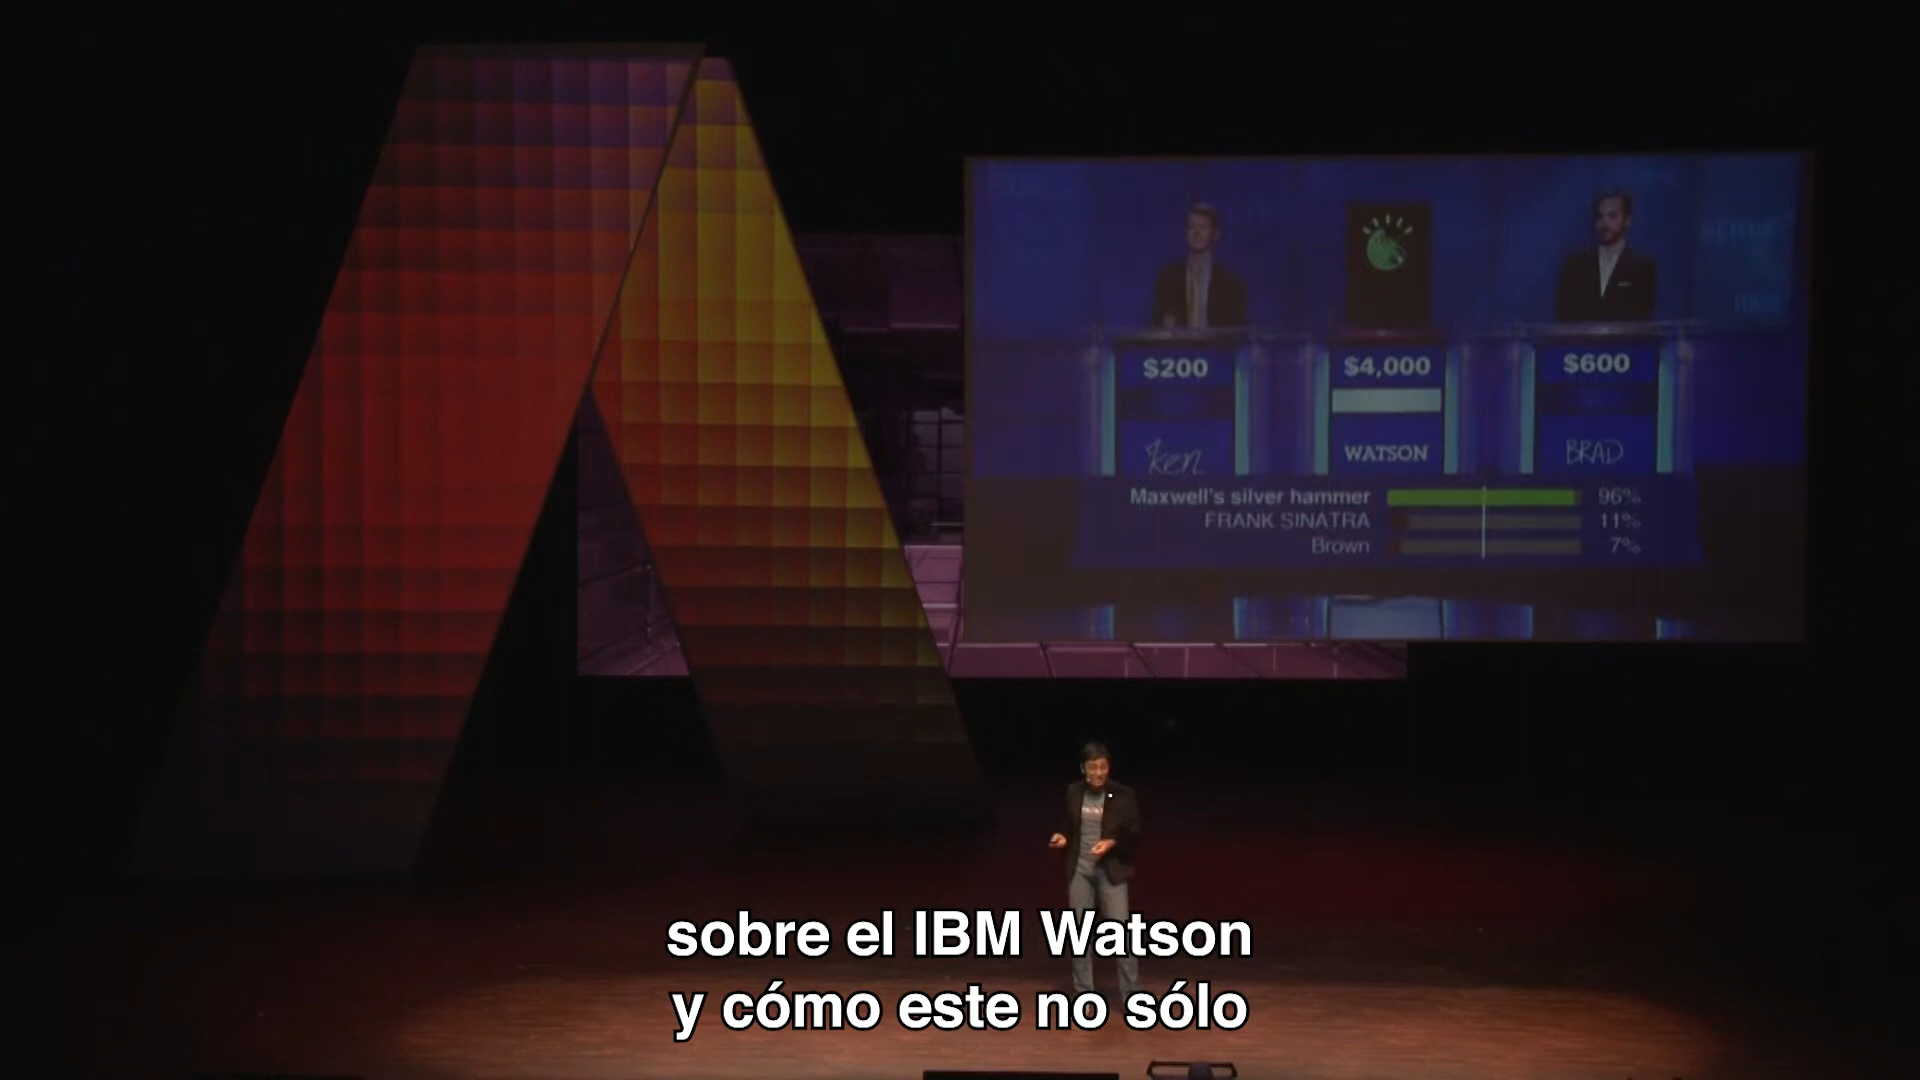 $200
$4,000
$600
Ken
WATSON
BRAD
Maxwell's silver hammer 96%
FRANK SINATRA 11%
Brown 7%
sobre el IBM Watson
y cómo este no sólo